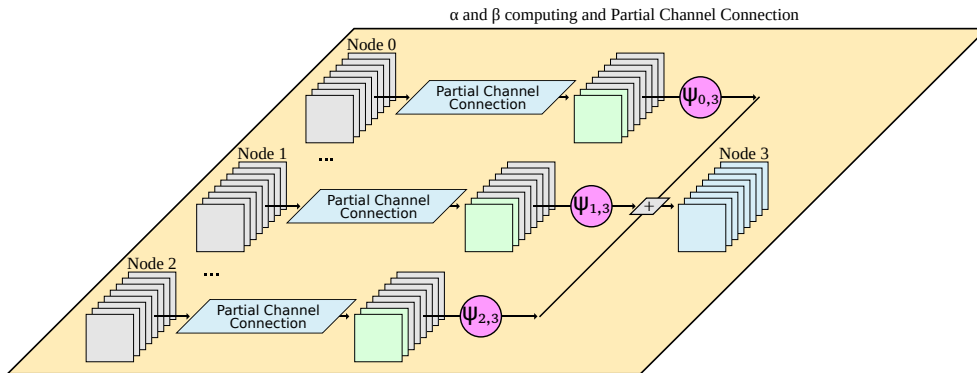 α and β computing and Partial Channel Connection
Node 0
Partial Channel
Connection
ψ0,3
...
Node 1
Partial Channel
Connection
ψ1,3
+
Node 3
...
Node 2
Partial Channel
Connection
ψ2,3